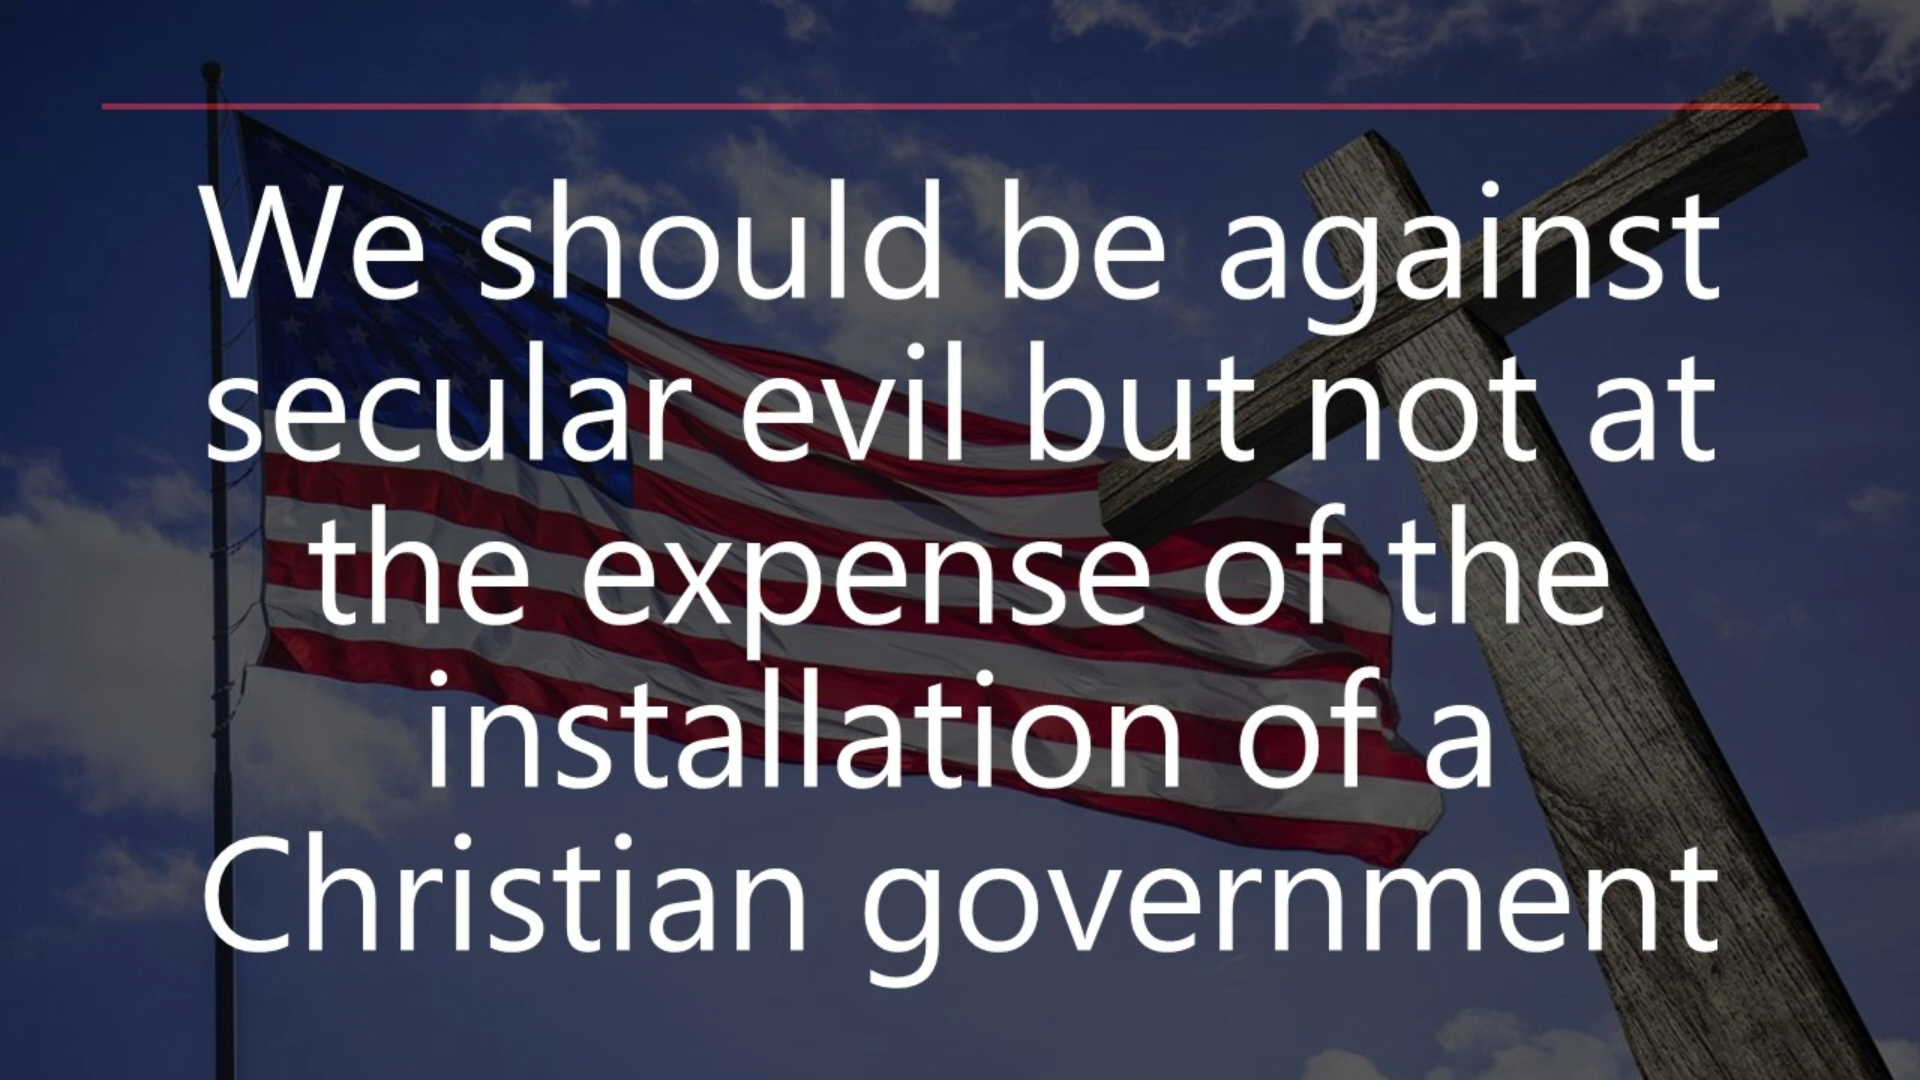 We should be against
secular evil but not at
the expense of the
installation of a
Christian government